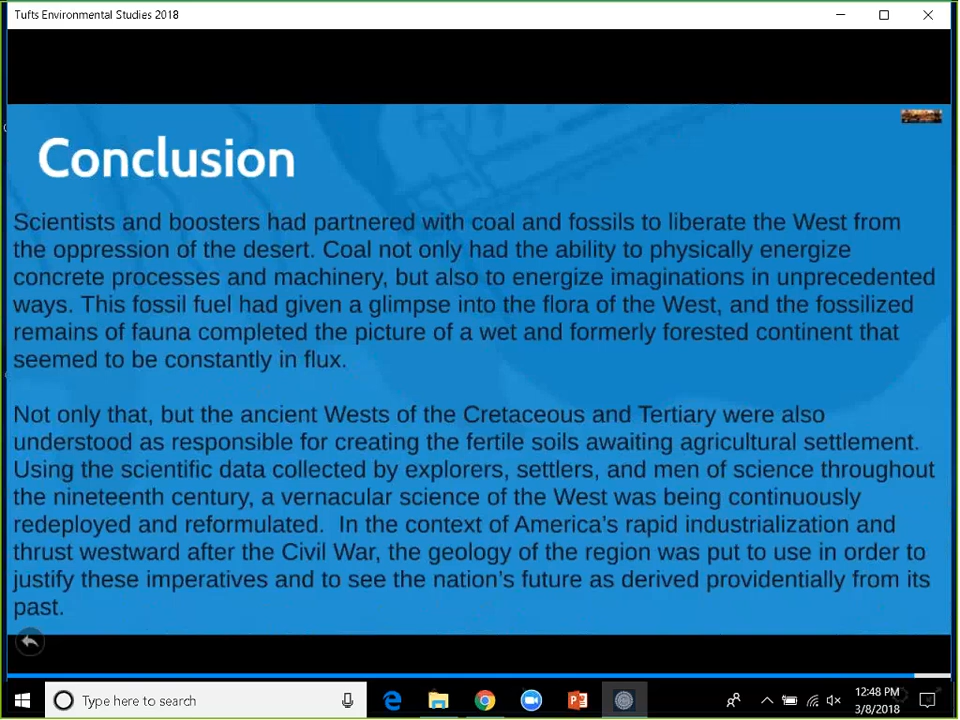 Tufts Environmental Studies 2018
Conclusion
Scientists and boosters had partnered with coal and fossils to liberate the West from
the oppression of the desert. Coal not only had the ability to physically energize
concrete processes and machinery, but also to energize imaginations in unprecedented
ways. This fossil fuel had given a glimpse into the flora of the West, and the fossilized
remains of fauna completed the picture of a wet and formerly forested continent that
seemed to be constantly in flux.
Not only that, but the ancient Wests of the Cretaceous and Tertiary were also
understood as responsible for creating the fertile soils awaiting agricultural settlement.
Using the scientific data collected by explorers, settlers, and men of science throughout
the nineteenth century, a vernacular science of the West was being continuously
redeployed and reformulated.  In the context of America's rapid industrialization and
thrust westward after the Civil War, the geology of the region was put to use in order to
justify these imperatives and to see the nation's future as derived providentially from its
past.
Type here to search
12:48 PM
3/8/2018